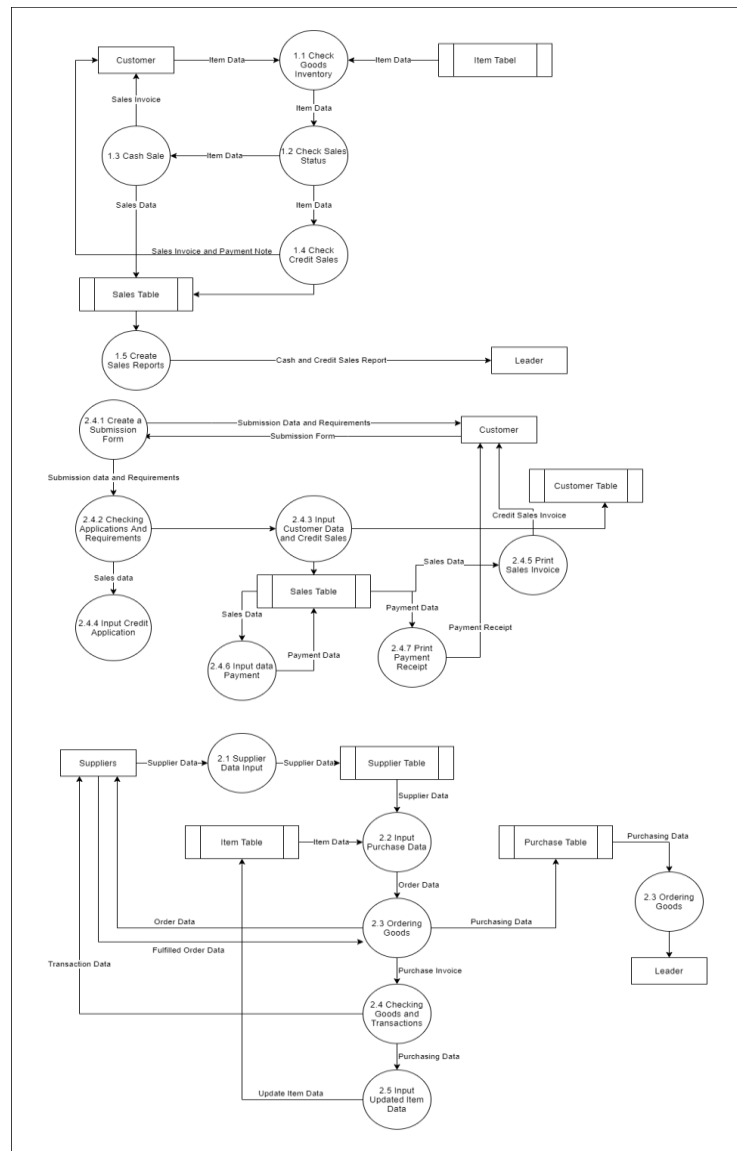 Customer
Item Data
1.1 Check
Goods
Inventory
Item Data
Item Tabel
Sales Invoice
Item Data
1.3 Cash Sale
Item Data
1.2 Check Sales
Status
Sales Data
Item Data
Sales Invoice and Payment Note
1.4 Check
Credit Sales
Sales Table
1.5 Create
Sales Reports
Cash and Credit Sales Report
Leader
2.4.1 Create a
Submission
Form
Submission Data and Requirements
Submission Form
Customer
Submission data and Requirements
Customer Table
2.4.2 Checking
Applications And
Requirements
2.4.3 Input
Customer Data
and Credit Sales
Credit Sales Invoice
2.4.5 Print
Sales Invoice
Sales data
Sales Data
2.4.4 Input Credit
Application
Sales Table
Sales Data
Payment Data
Payment Receipt
2.4.6 Input data
Payment
Payment Data
2.4.7 Print
Payment
Receipt
Suppliers
Supplier Data
2.1 Supplier
Data Input
Supplier Data
Supplier Table
Supplier Data
Item Table
Item Data
2.2 Input
Purchase Data
Purchase Table
Purchasing Data
Order Data
2.3 Ordering
Goods
Order Data
2.3 Ordering
Goods
Purchasing Data
Fulfilled Order Data
Transaction Data
Purchase Invoice
Leader
2.4 Checking
Goods and
Transactions
Purchasing Data
Update Item Data
2.5 Input
Updated Item
Data